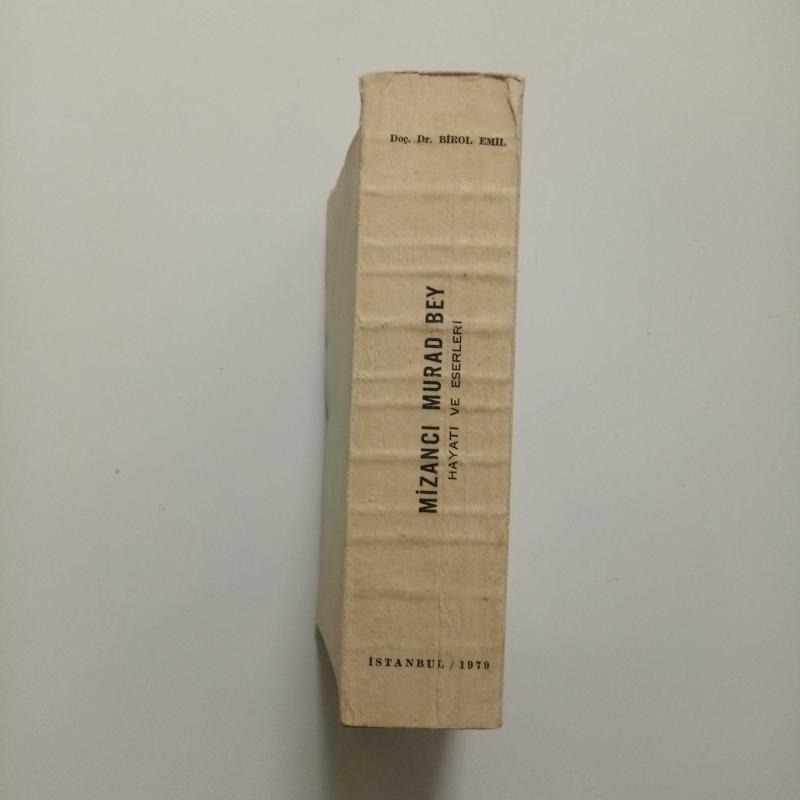 Doç. Dr. BİROL EMİL
MİZANCI MURAD BEY
HAYATI VE ESERLERİ
İSTANBUL / 1979